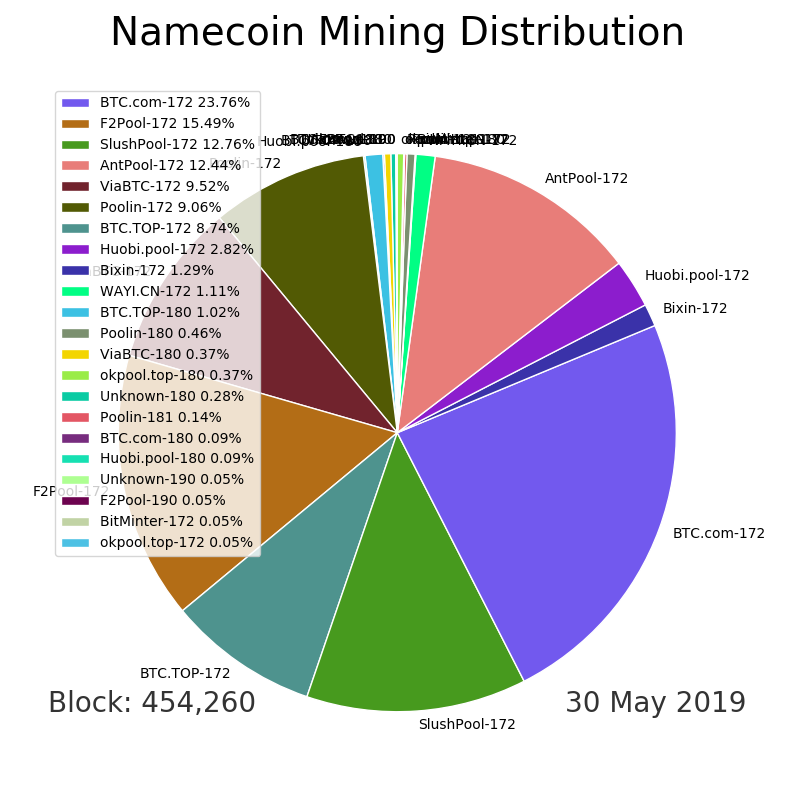 Namecoin Mining Distribution
BTC.com-172 23.76%
F2Pool-172 15.49%
SlushPool-172 12.76%
AntPool-172 12.44%
ViaBTC-172 9.52%
Poolin-172 9.06%
BTC.TOP-172 8.74%
Huobi.pool-172 2.82%
Bixin-172 1.29%
WAYI.CN-172 1.11%
BTC.TOP-180 1.02%
Poolin-180 0.46%
ViaBTC-180 0.37%
okpool.top-180 0.37%
Unknown-180 0.28%
Poolin-181 0.14%
BTC.com-180 0.09%
Huobi.pool-180 0.09%
Unknown-190 0.05%
F2Pool-190 0.05%
BitMinter-172 0.05%
okpool.top-172 0.05%
AntPool-172
Huobi.pool-172
Bixin-172
BTC.com-172
SlushPool-172
BTC.TOP-172
F2Pool-172
Block: 454,260
30 May 2019